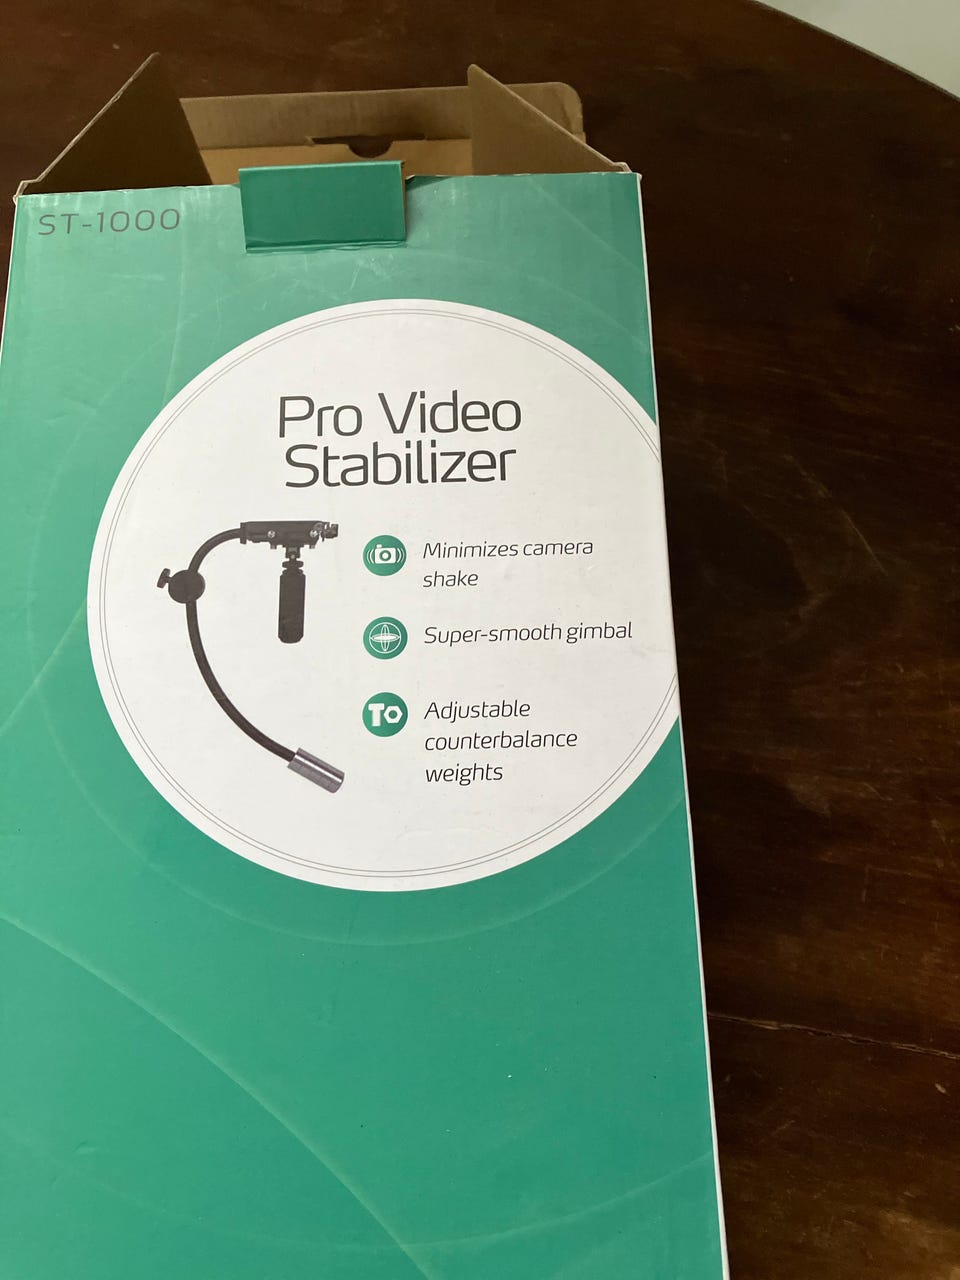 ST-1000
Pro Video
Stabilizer
Minimizes camera
shake
Super-smooth gimbal
Adjustable
counterbalance
weights